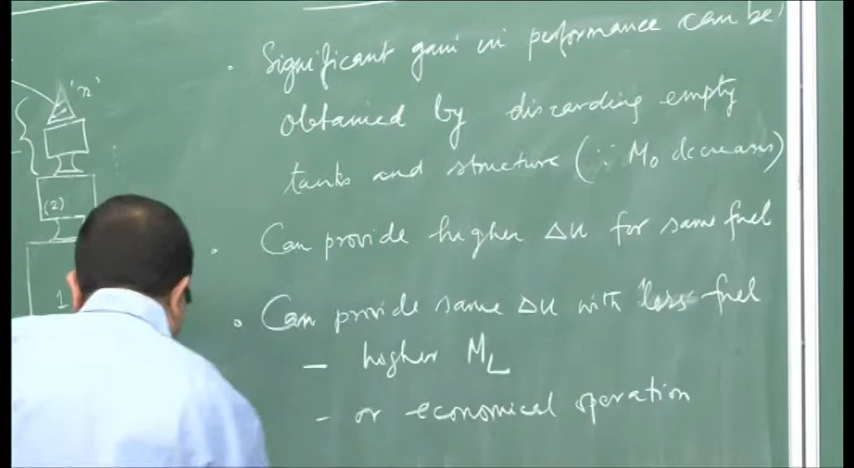 'n'
(2)
1
. Significant gain in performance can be
obtained by discarding empty
tanks and structure (∵ M₀ decreases)
. Can provide higher Δu for same fuel
. Can provide same Δu with less fuel
– higher M_L
– or economical operation